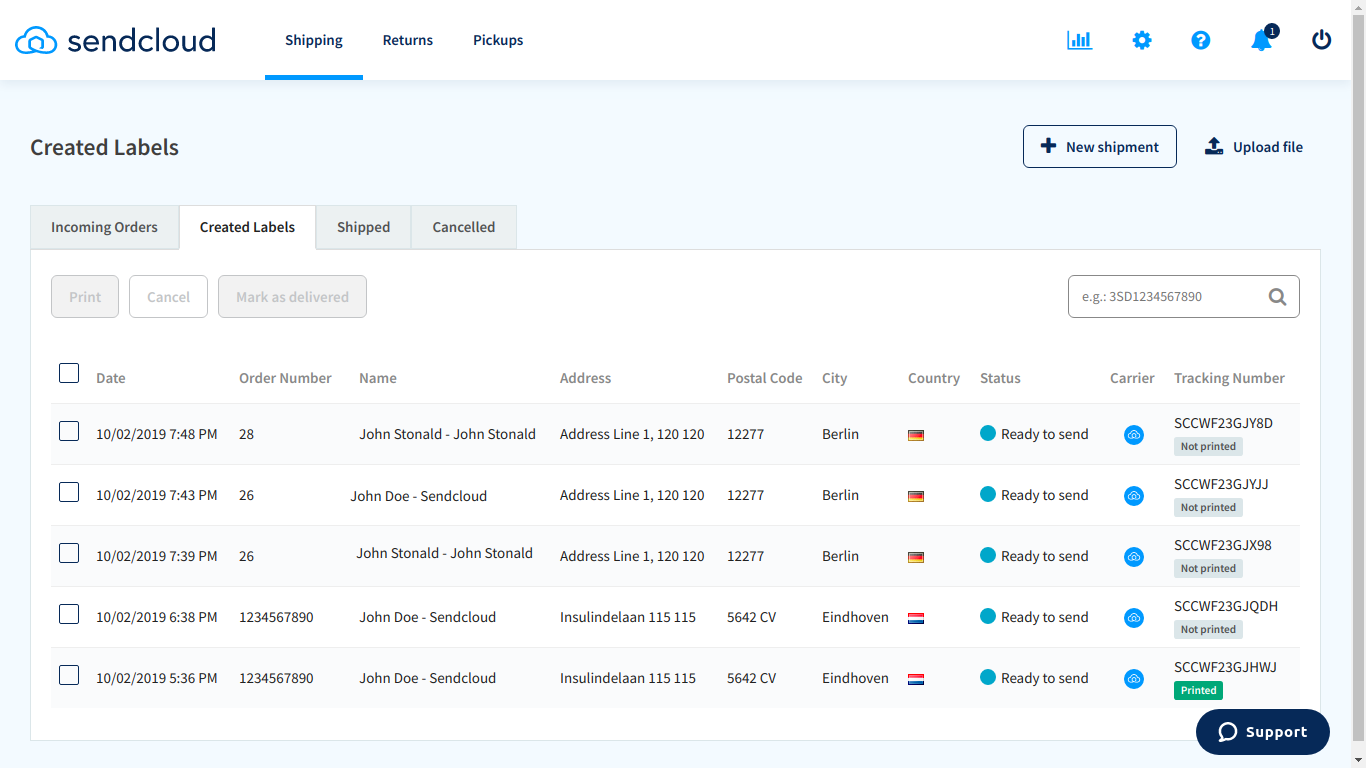 sendcloud Shipping Returns Pickups 1
Created Labels New shipment Upload file
Incoming Orders Created Labels Shipped Cancelled
Print Cancel Mark as delivered e.g.: 3SD1234567890
Date Order Number Name Address Postal Code City Country Status Carrier Tracking Number
10/02/2019 7:48 PM 28 John Stonald - John Stonald Address Line 1, 120 120 12277 Berlin Ready to send SCCWF23GJY8D
Not printed
10/02/2019 7:43 PM 26 John Doe - Sendcloud Address Line 1, 120 120 12277 Berlin Ready to send SCCWF23GJYJJ
Not printed
10/02/2019 7:39 PM 26 John Stonald - John Stonald Address Line 1, 120 120 12277 Berlin Ready to send SCCWF23GJX98
Not printed
10/02/2019 6:38 PM 1234567890 John Doe - Sendcloud Insulindelaan 115 115 5642 CV Eindhoven Ready to send SCCWF23GJQDH
Not printed
10/02/2019 5:36 PM 1234567890 John Doe - Sendcloud Insulindelaan 115 115 5642 CV Eindhoven Ready to send SCCWF23GJHWJ
Printed
Support